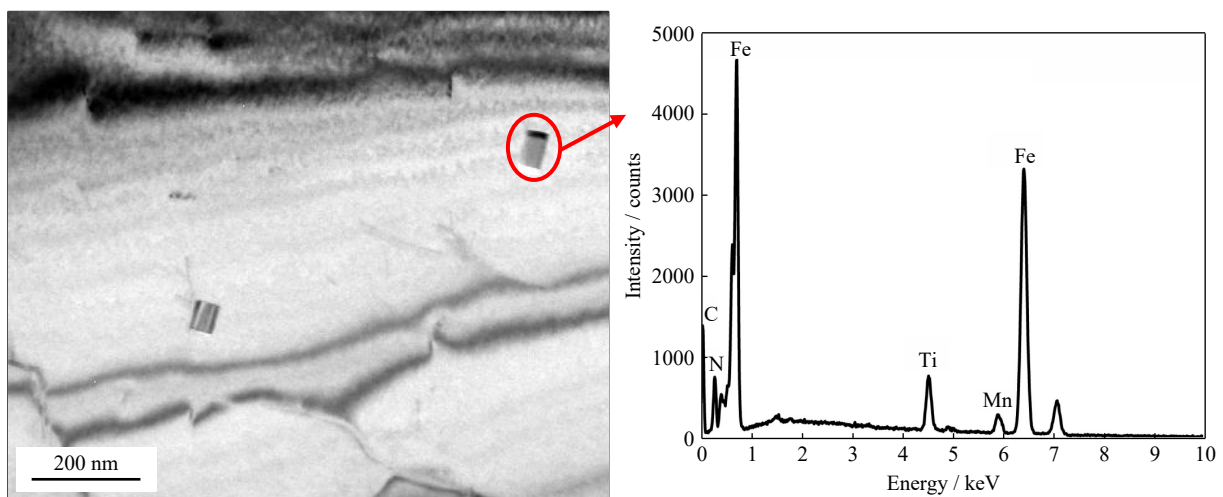 200 nm
5000
4000
3000
2000
1000
0
Intensity / counts
Fe
Fe
C
N
Ti
Mn
0 1 2 3 4 5 6 7 8 9 10
Energy / keV